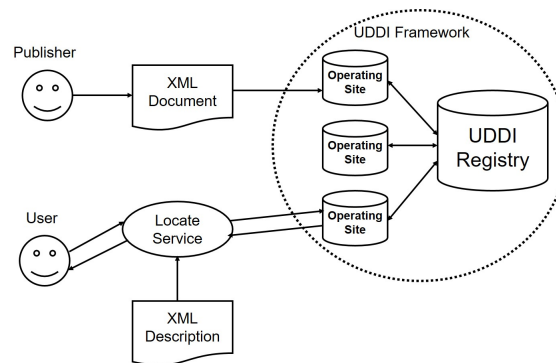 UDDI Framework
Publisher
XML
Document
Operating
Site
UDDI
Registry
Operating
Site
User
Locate
Service
Operating
Site
XML
Description